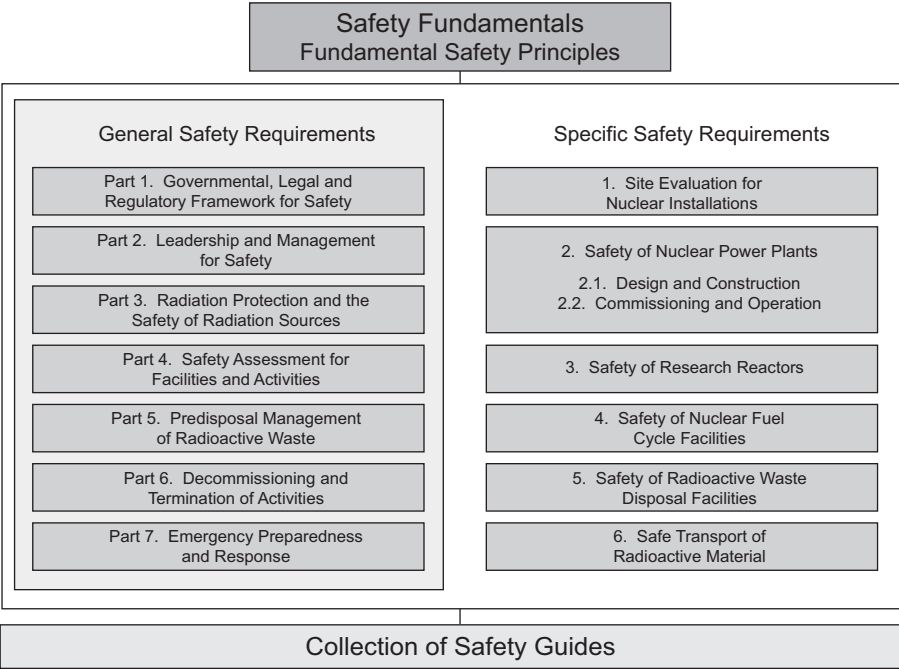 Safety Fundamentals
Fundamental Safety Principles
General Safety Requirements
Part 1. Governmental, Legal and
Regulatory Framework for Safety
Part 2. Leadership and Management
for Safety
Part 3. Radiation Protection and the
Safety of Radiation Sources
Part 4. Safety Assessment for
Facilities and Activities
Part 5. Predisposal Management
of Radioactive Waste
Part 6. Decommissioning and
Termination of Activities
Part 7. Emergency Preparedness
and Response
Specific Safety Requirements
1. Site Evaluation for
Nuclear Installations
2. Safety of Nuclear Power Plants
2.1. Design and Construction
2.2. Commissioning and Operation
3. Safety of Research Reactors
4. Safety of Nuclear Fuel
Cycle Facilities
5. Safety of Radioactive Waste
Disposal Facilities
6. Safe Transport of
Radioactive Material
Collection of Safety Guides